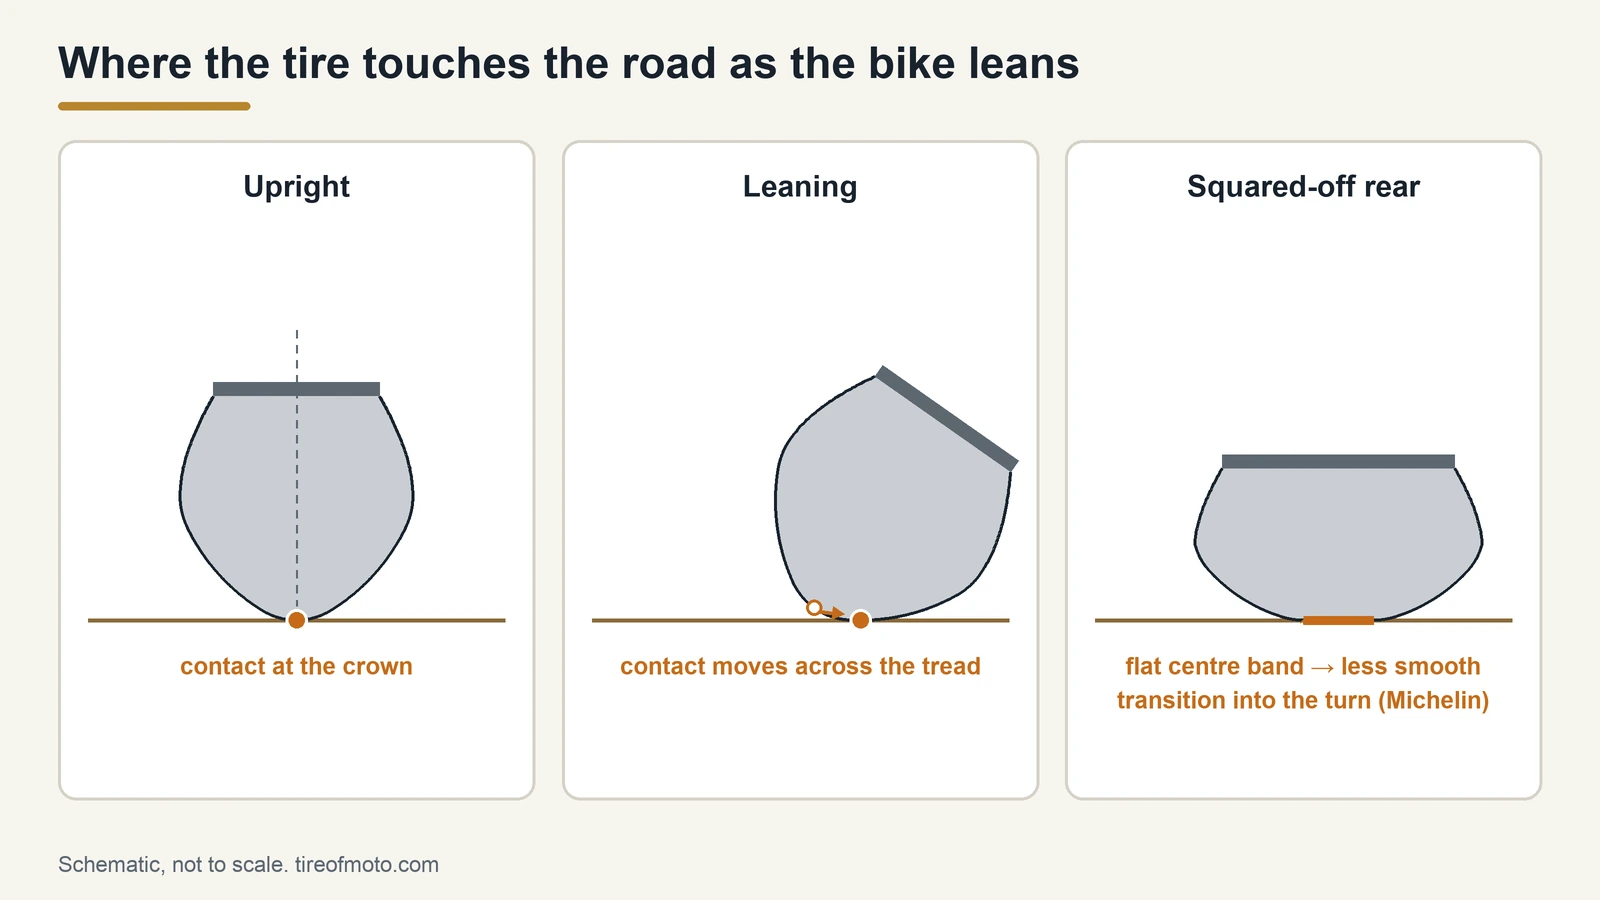 Where the tire touches the road as the bike leans
Upright
contact at the crown
Leaning
contact moves across the tread
Squared-off rear
flat centre band → less smooth
transition into the turn (Michelin)
Schematic, not to scale. tireofmoto.com